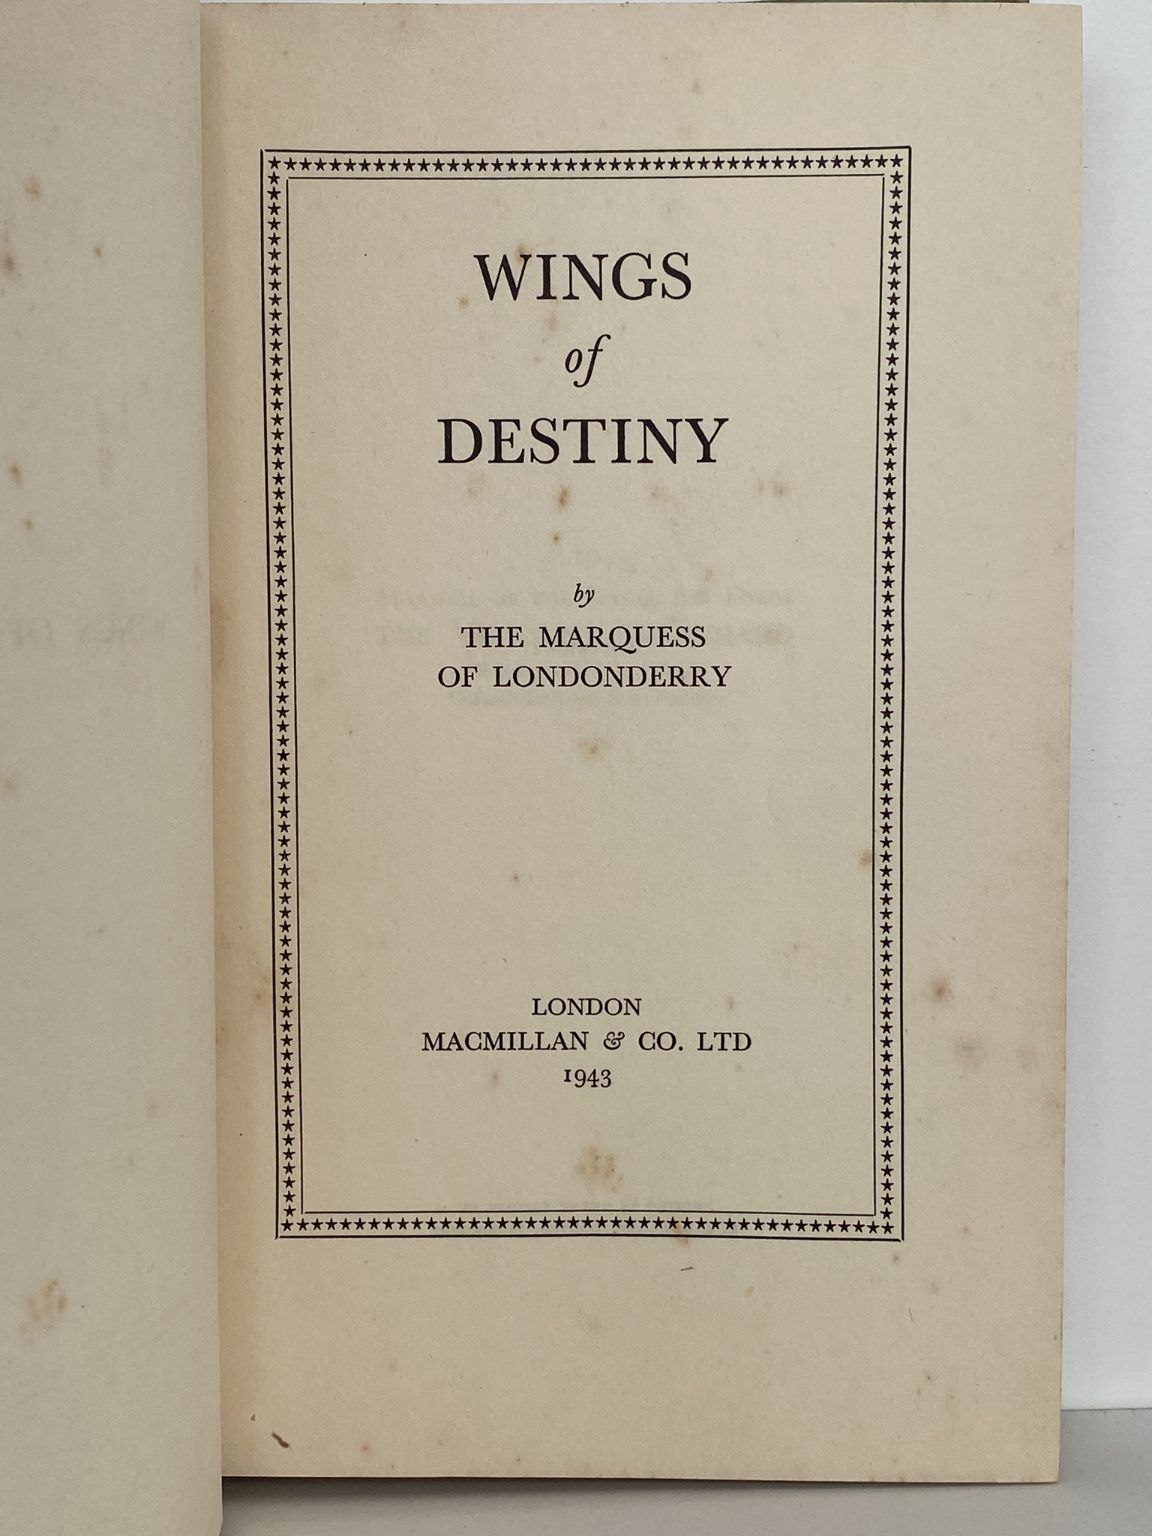 WINGS
of
DESTINY
by
THE MARQUESS
OF LONDONDERRY
LONDON
MACMILLAN & CO. LTD
1943